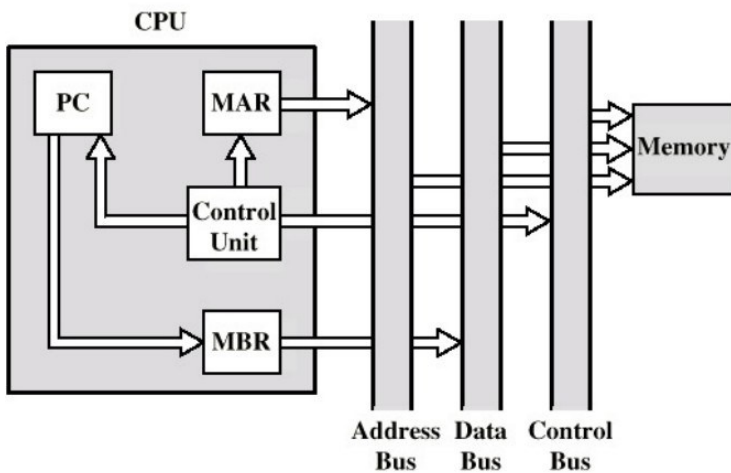 CPU
PC
MAR
Memory
Control
Unit
MBR
Address
Bus
Data
Bus
Control
Bus